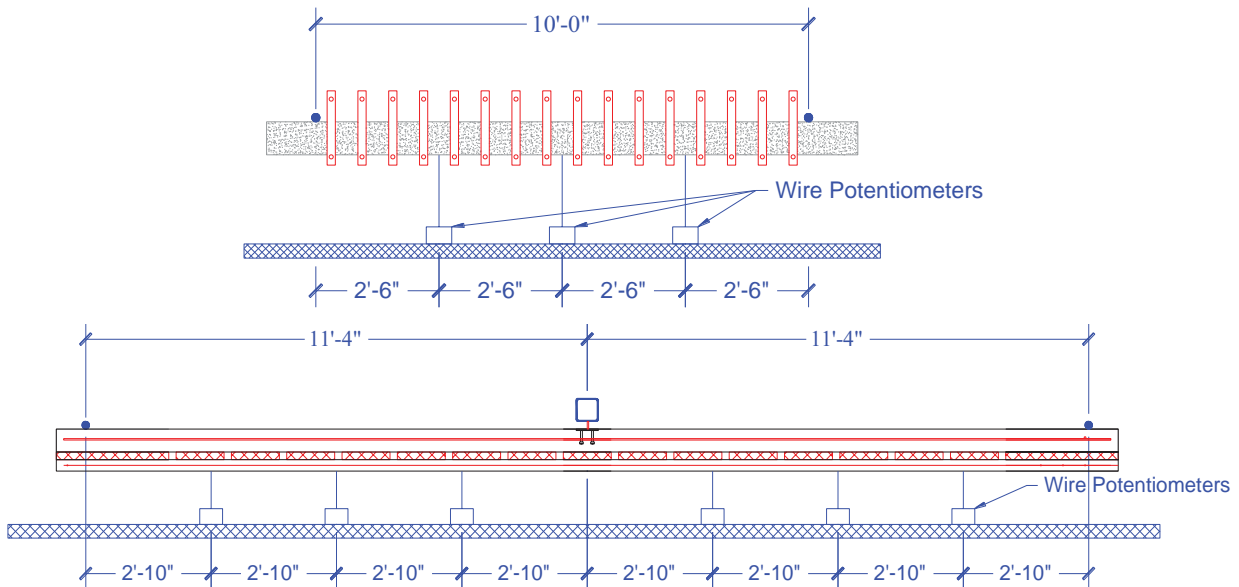 10'-0"
Wire Potentiometers
2'-6" 2'-6" 2'-6" 2'-6"
11'-4" 11'-4"
Wire Potentiometers
2'-10" 2'-10" 2'-10" 2'-10" 2'-10" 2'-10" 2'-10" 2'-10"